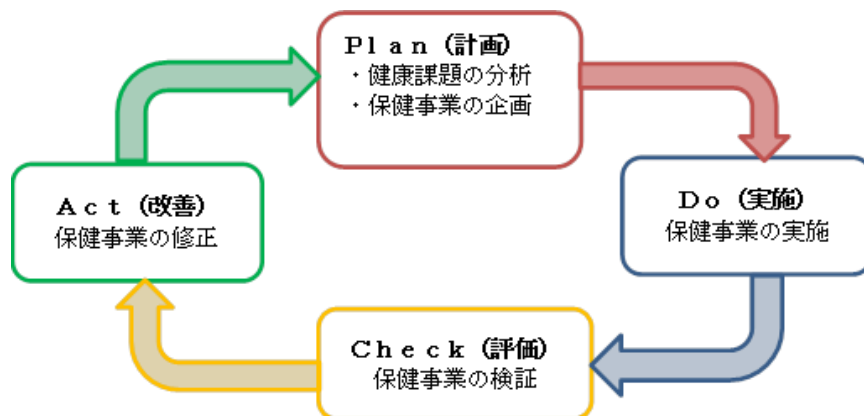 Ｐｌａｎ（計画）
・健康課題の分析
・保健事業の企画
Ｄｏ（実施）
保健事業の実施
Ｃｈｅｃｋ（評価）
保健事業の検証
Ａｃｔ（改善）
保健事業の修正